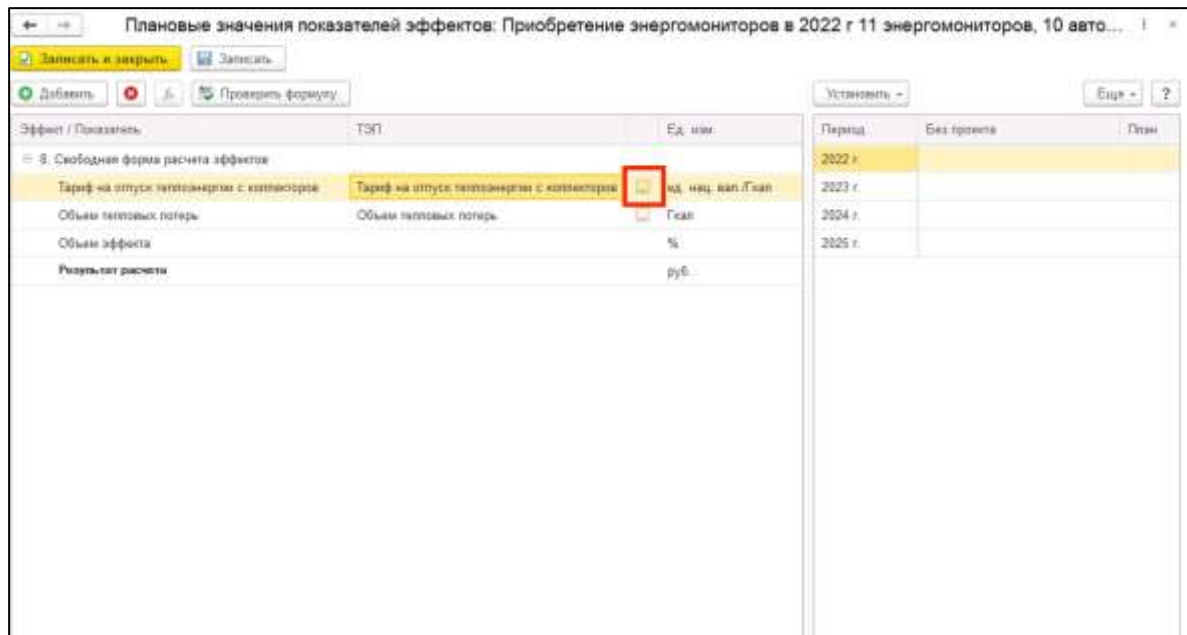 Плановые значения показателей эффектов: Приобретение энергомониторов в 2022 г 11 энергомониторов, 10 авто...
Записать и закрыть Записать
Добавить Проверить формулу Установить Еще ?
Эффект / Показатель ТЭП Ед. изм. Период Без проекта План
8. Свободная форма расчета эффектов 2022 г.
Тариф на отпуск теплоэнергии с коллекторов Тариф на отпуск теплоэнергии с коллекторов ед. нац. вал./Гкал 2023 г.
Объем тепловых потерь Объем тепловых потерь Гкал 2024 г.
Объем эффекта % 2025 г.
Результат расчета руб.